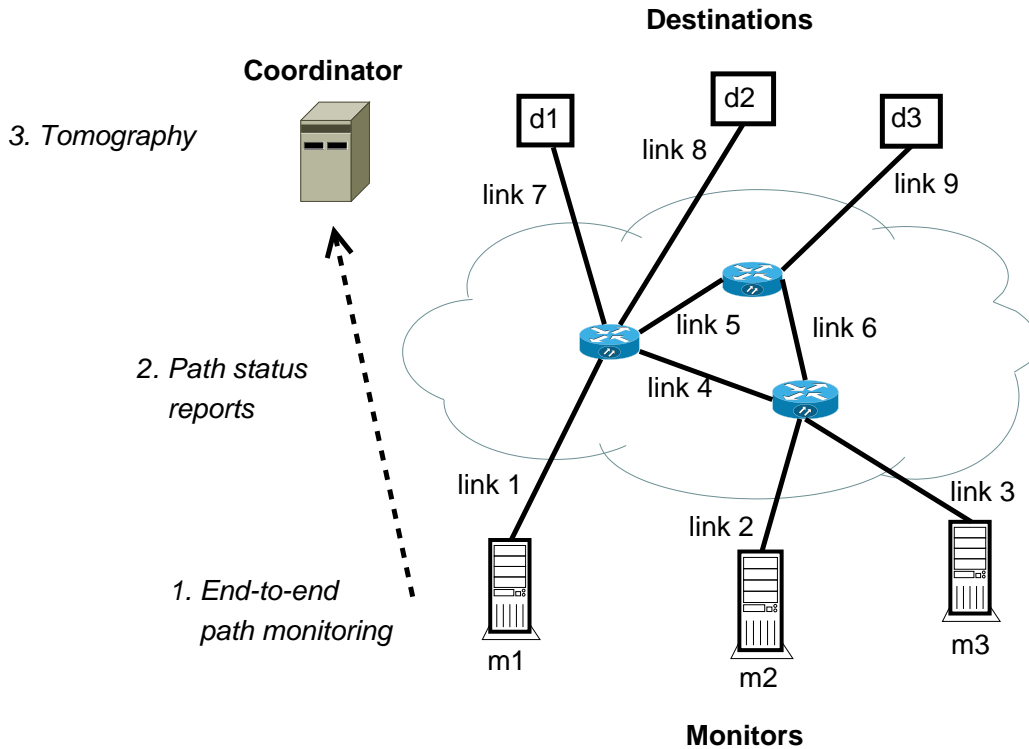 Destinations
Coordinator
3. Tomography
d1
d2
d3
link 8
link 7
link 9
link 5
link 6
link 4
2. Path status
reports
link 1
link 2
link 3
1. End-to-end
path monitoring
m1
m2
m3
Monitors